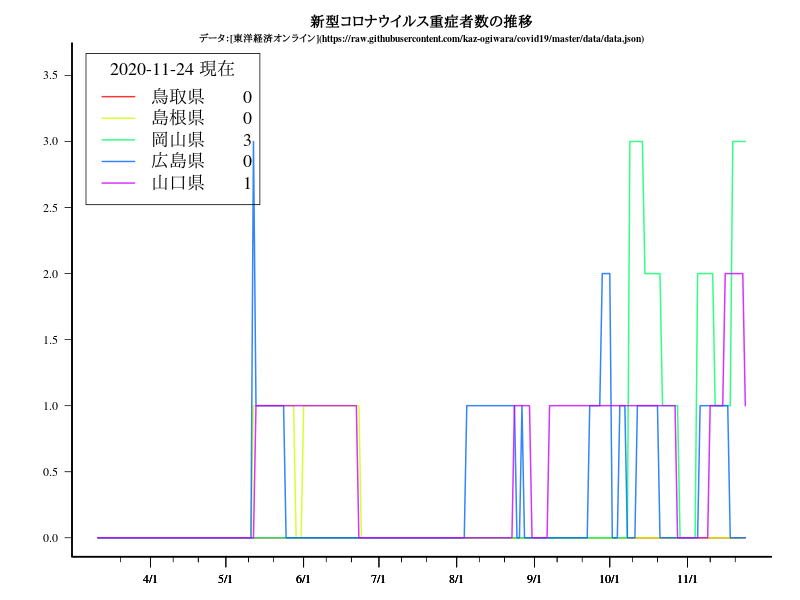 新型コロナウイルス重症者数の推移
データ:[東洋経済オンライン](https://raw.githubusercontent.com/kaz-ogiwara/covid19/master/data/data.json)
2020-11-24 現在
鳥取県 0
島根県 0
岡山県 3
広島県 0
山口県 1
3.5
3.0
2.5
2.0
1.5
1.0
0.5
0.0
4/1 5/1 6/1 7/1 8/1 9/1 10/1 11/1